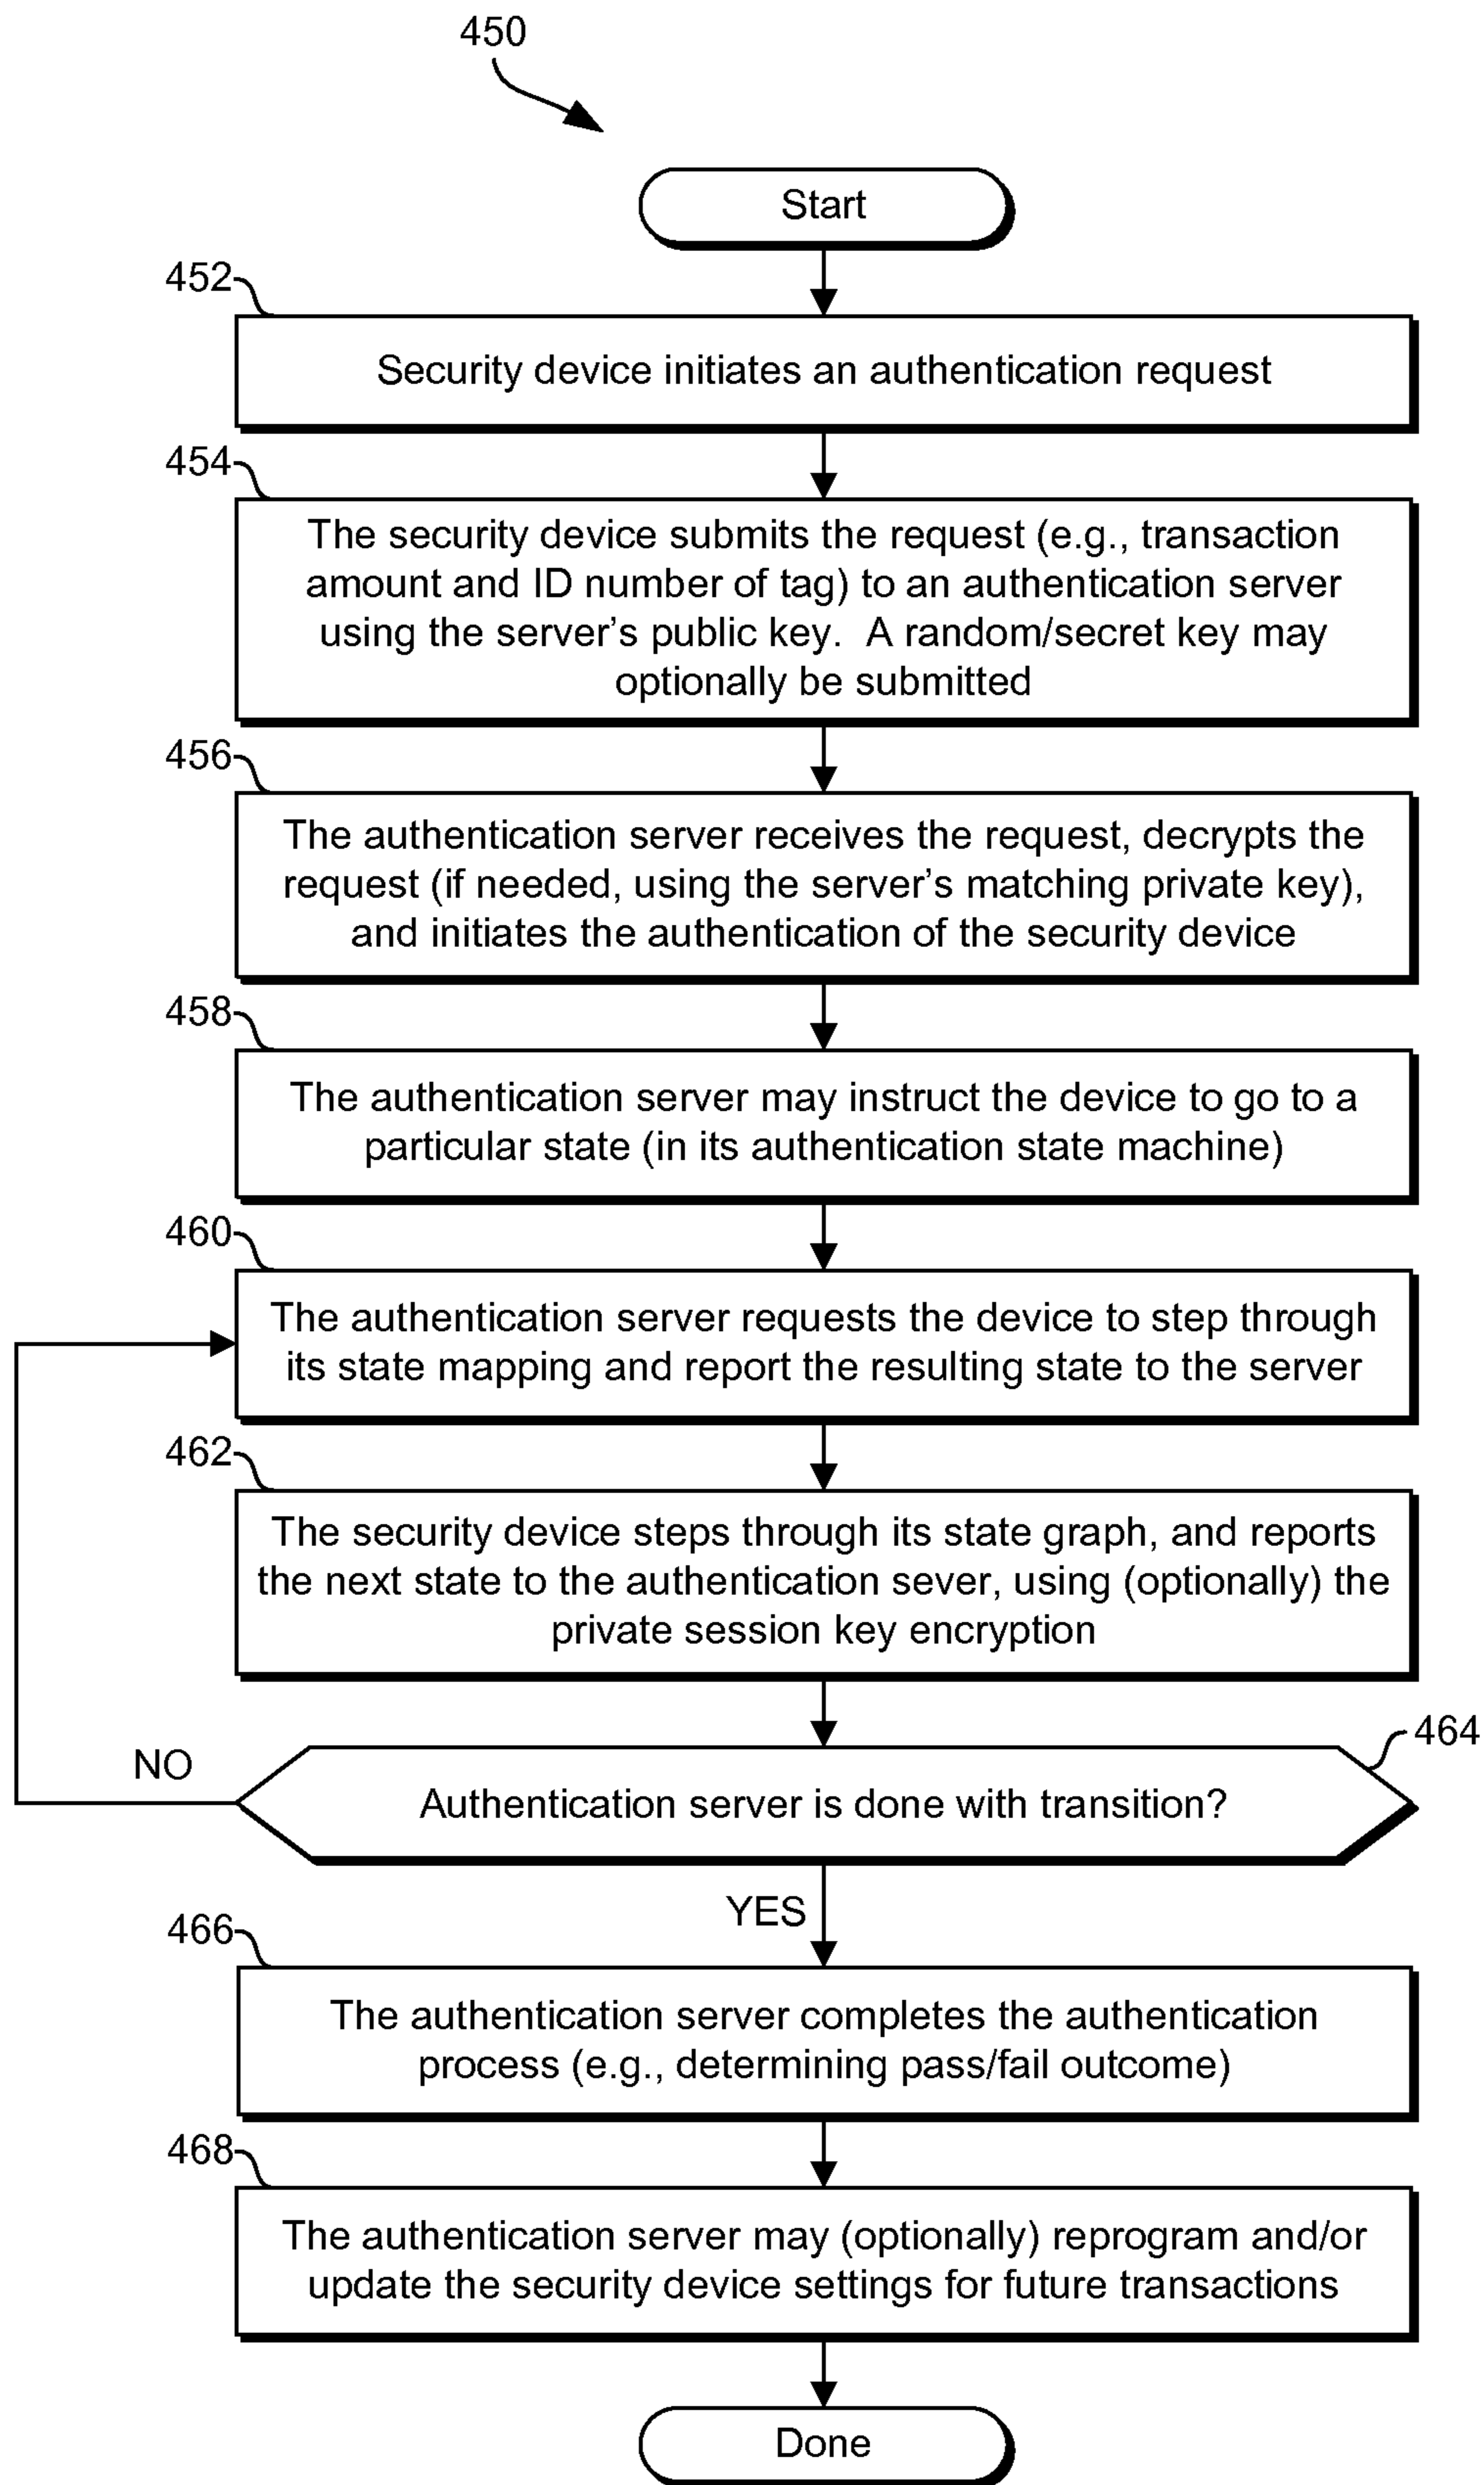 450
Start
452
Security device initiates an authentication request
454
The security device submits the request (e.g., transaction
amount and ID number of tag) to an authentication server
using the server’s public key.  A random/secret key may
optionally be submitted
456
The authentication server receives the request, decrypts the
request (if needed, using the server’s matching private key),
and initiates the authentication of the security device
458
The authentication server may instruct the device to go to a
particular state (in its authentication state machine)
460
The authentication server requests the device to step through
its state mapping and report the resulting state to the server
462
The security device steps through its state graph, and reports
the next state to the authentication sever, using (optionally) the
private session key encryption
464
NO
Authentication server is done with transition?
YES
466
The authentication server completes the authentication
process (e.g., determining pass/fail outcome)
468
The authentication server may (optionally) reprogram and/or
update the security device settings for future transactions
Done